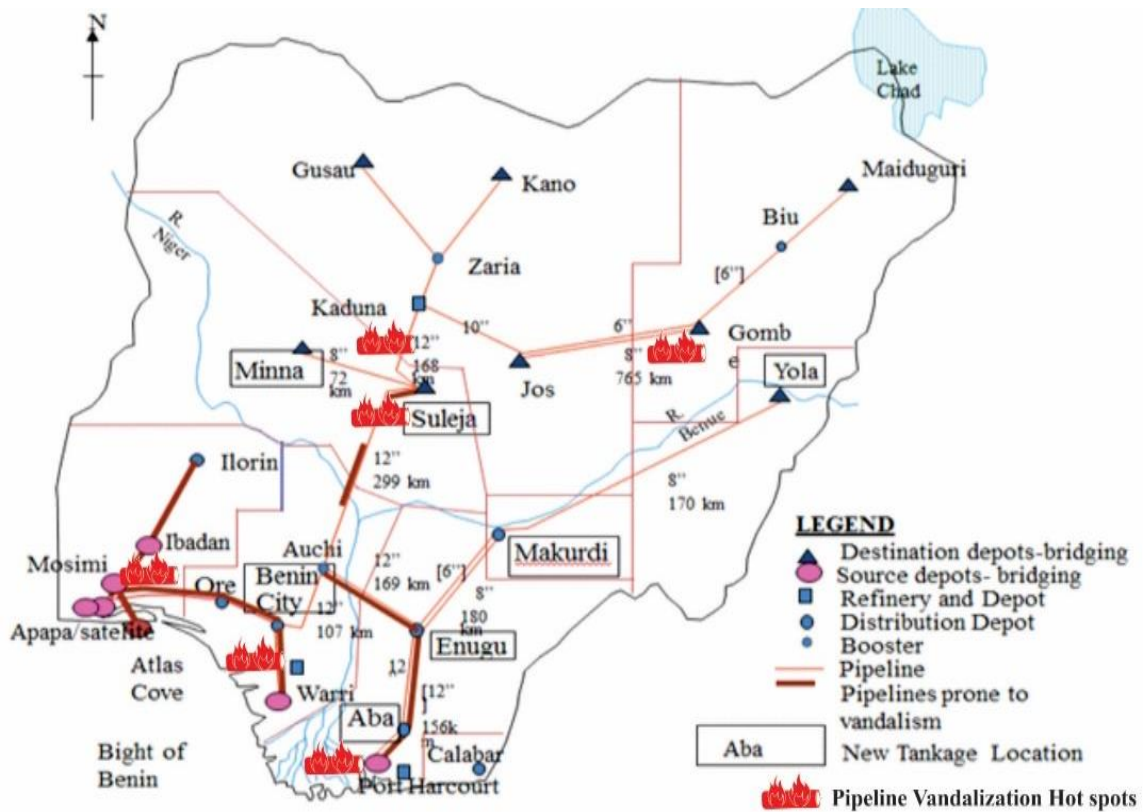 N
Lake
Chad
Gusau
Kano
Maiduguri
R.
Niger
Biu
Zaria
[6"]
Kaduna
10"
6"
12"
168
km
Gomb
e
8"
765 km
Minna
8"
72
km
Jos
Yola
Suleja
R.
Benue
12"
299 km
8"
170 km
Ilorin
Ibadan
Mosimi
Auchi
12"
169 km
[6"]
Makurdi
Ore
Benin
City
12"
107 km
8"
180
km
Enugu
Apapa/satelite
Atlas
Cove
Warri
12
[12"
]
156k
m
Aba
Calabar
Port Harcourt
Bight of
Benin
LEGEND
Destination depots-bridging
Source depots- bridging
Refinery and Depot
Distribution Depot
Booster
Pipeline
Pipelines prone to
vandalism
Aba
New Tankage Location
Pipeline Vandalization Hot spots